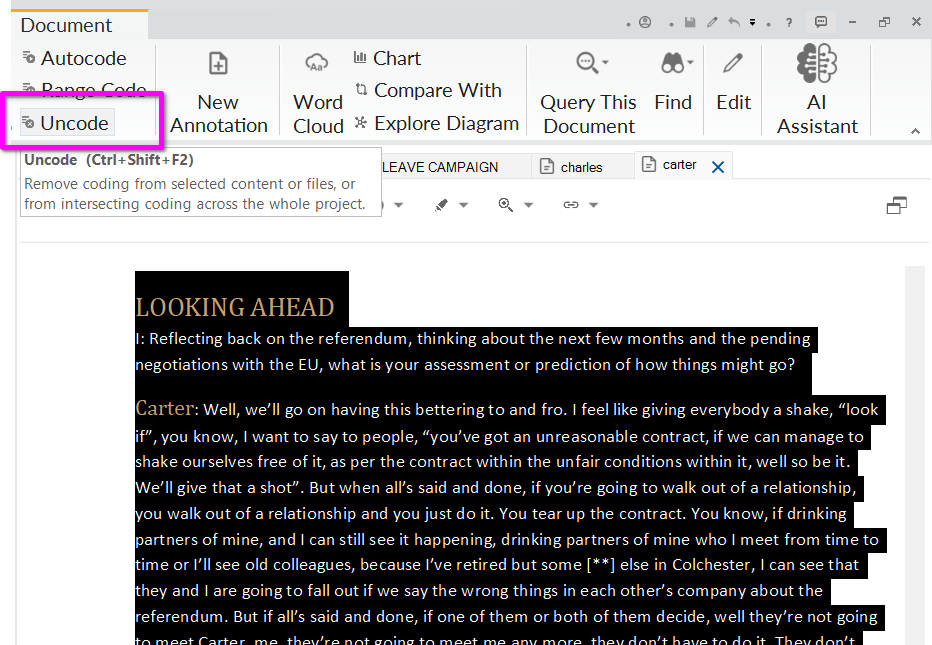 Document
?
Autocode
Range Code
Uncode
New
Annotation
Aa
Word
Cloud
Chart
Compare With
Explore Diagram
Query This
Document
Find
Edit
AI
Assistant
Uncode (Ctrl+Shift+F2)
Remove coding from selected content or files, or
from intersecting coding across the whole project.
LEAVE CAMPAIGN
charles
carter
LOOKING AHEAD
I: Reflecting back on the referendum, thinking about the next few months and the pending
negotiations with the EU, what is your assessment or prediction of how things might go?
Carter: Well, we’ll go on having this bettering to and fro. I feel like giving everybody a shake, “look
if”, you know, I want to say to people, “you’ve got an unreasonable contract, if we can manage to
shake ourselves free of it, as per the contract within the unfair conditions within it, well so be it.
We’ll give that a shot”. But when all’s said and done, if you’re going to walk out of a relationship,
you walk out of a relationship and you just do it. You tear up the contract. You know, if drinking
partners of mine, and I can still see it happening, drinking partners of mine who I meet from time to
time or I’ll see old colleagues, because I’ve retired but some [**] else in Colchester, I can see that
they and I are going to fall out if we say the wrong things in each other’s company about the
referendum. But if all’s said and done, if one of them or both of them decide, well they’re not going
to meet Carter, me, they’re not going to meet me any more, they don’t have to do it. They don’t